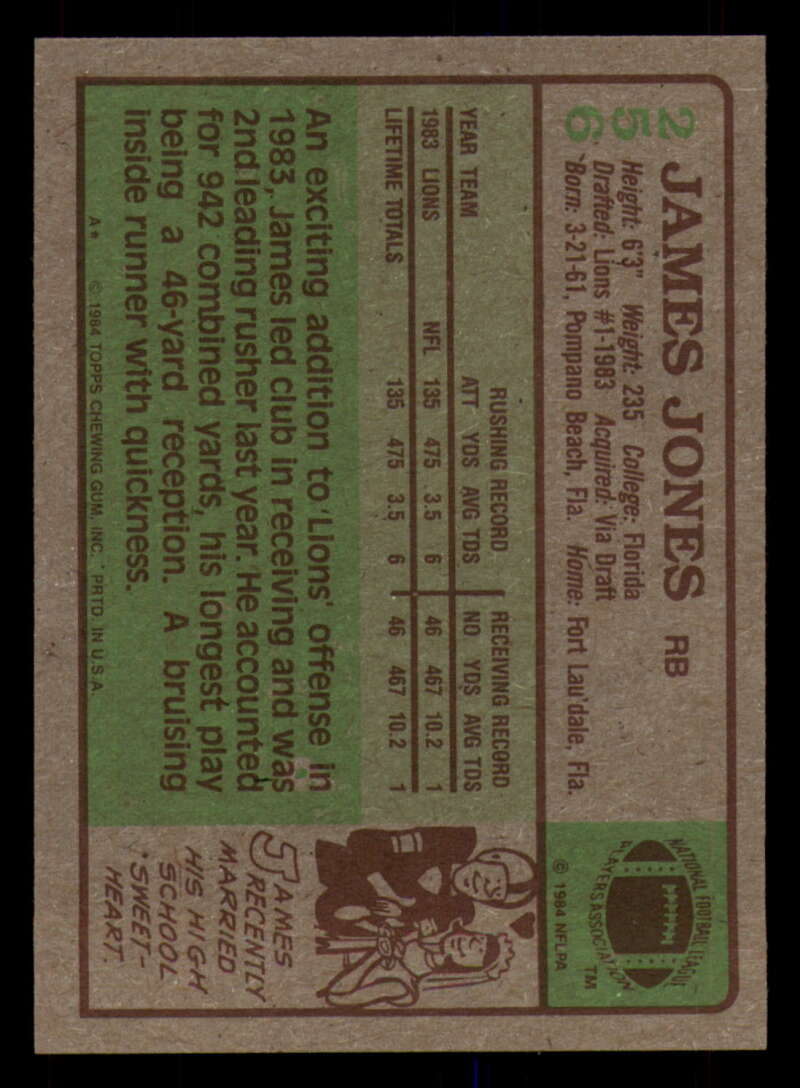 256
JAMES JONES RB
Height: 6'3" Weight: 235 College: Florida
Drafted: Lions #1-1983 Acquired: Via Draft
Born: 3-21-61, Pompano Beach, Fla. Home: Fort Lau'dale, Fla.
NATIONAL FOOTBALL LEAGUE
PLAYERS ASSOCIATION
TM
© 1984 NFLPA
RUSHING RECORD RECEIVING RECORD
YEAR TEAM ATT YDS AVG TDS NO YDS AVG TDS
1983 LIONS NFL 135 475 3.5 6 46 467 10.2 1
LIFETIME TOTALS 135 475 3.5 6 46 467 10.2 1
An exciting addition to Lions' offense in
1983, James led club in receiving and was
2nd leading rusher last year. He accounted
for 942 combined yards, his longest play
being a 46-yard reception. A bruising
inside runner with quickness.
JAMES
RECENTLY
MARRIED
HIS HIGH
SCHOOL
SWEET-
HEART.
A* © 1984 TOPPS CHEWING GUM, INC. PRTD. IN U.S.A.